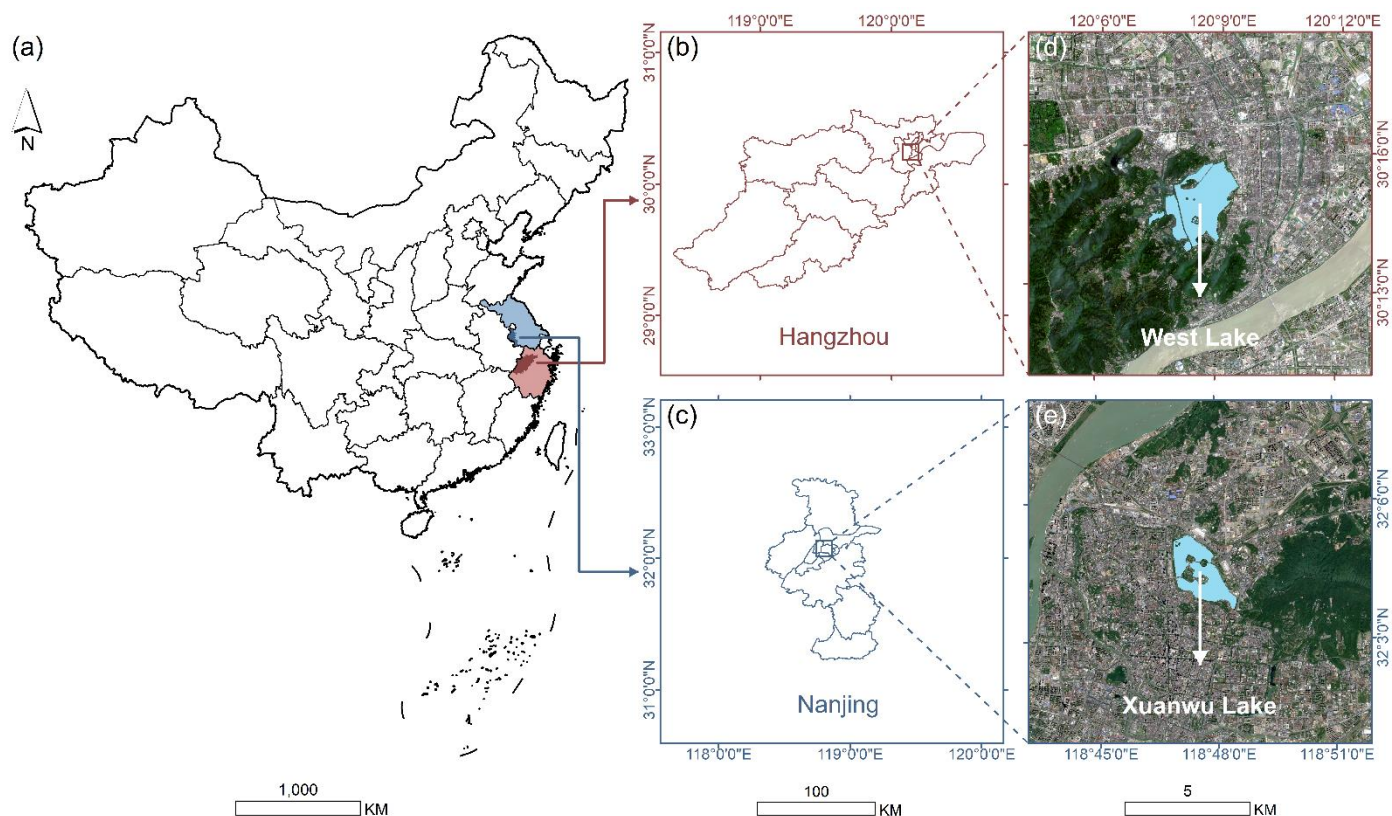 (a)
N
1,000
KM
119°0'0"E
120°0'0"E
(b)
31°0'0"N
30°0'0"N
29°0'0"N
Hangzhou
(c)
33°0'0"N
32°0'0"N
31°0'0"N
Nanjing
118°0'0"E
119°0'0"E
120°0'0"E
100
KM
120°6'0"E
120°9'0"E
120°12'0"E
(d)
30°16'0"N
30°13'0"N
West Lake
(e)
32°6'0"N
32°3'0"N
Xuanwu Lake
118°45'0"E
118°48'0"E
118°51'0"E
5
KM